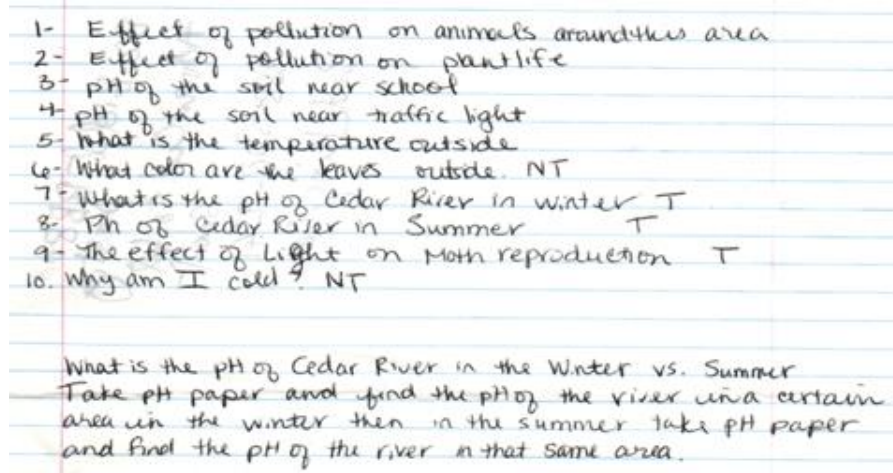 1- Effect of pollution on animals around this area
2- Effect of pollution on plant life
3- pH of the soil near school
4- pH of the soil near traffic light
5- What is the temperature outside
6- What color are the leaves outside. NT
7- What is the pH of Cedar River in winter T
8- Ph of Cedar River in Summer T
9- The effect of Light on Moth reproduction T
10. Why am I cold? NT
What is the pH of Cedar River in the Winter vs. Summer
Take pH paper and find the pH of the river in a certain
area in the winter then in the summer take pH paper
and find the pH of the river in that same area.